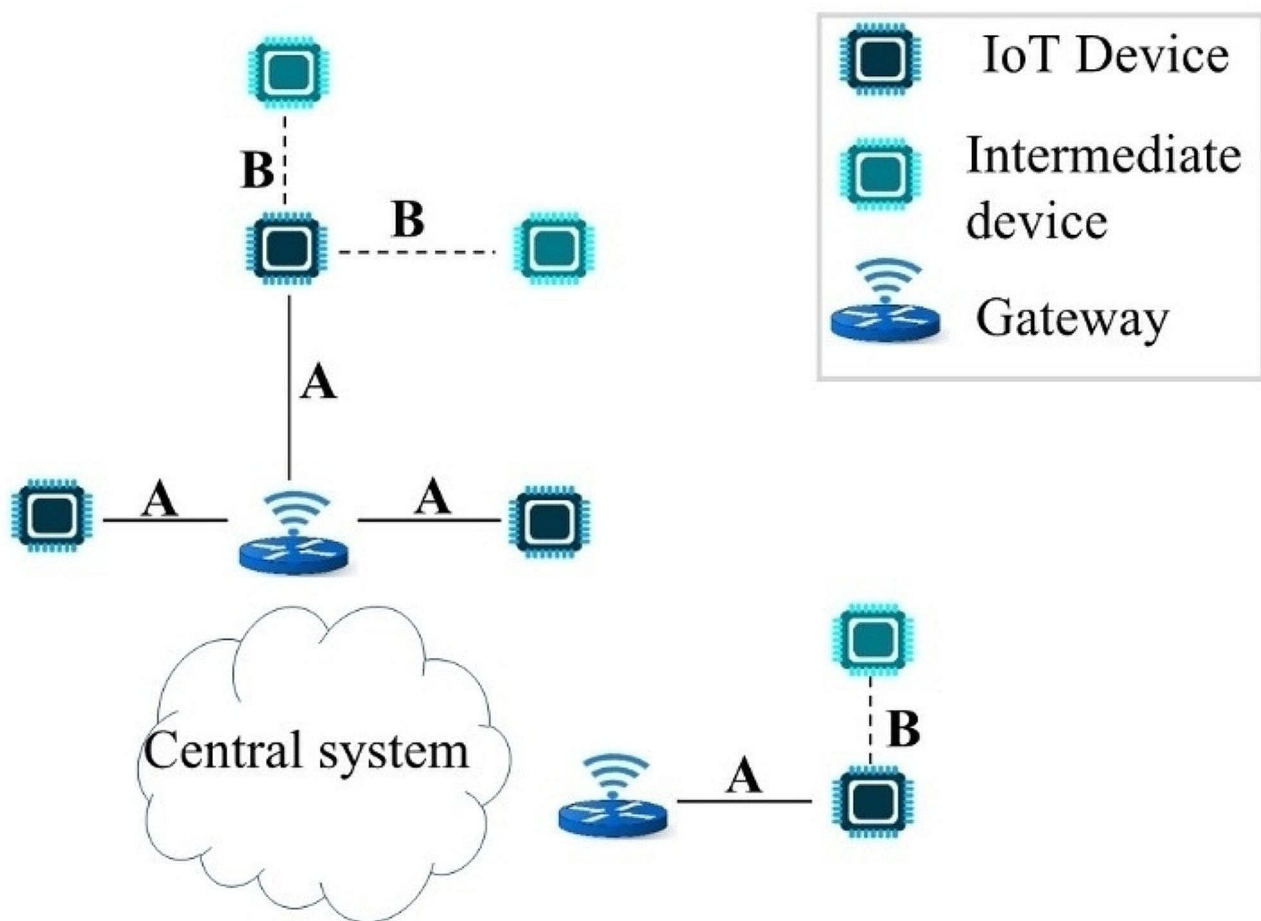 IoT Device
Intermediate
device
Gateway
B
B
A
A
A
Central system
B
A